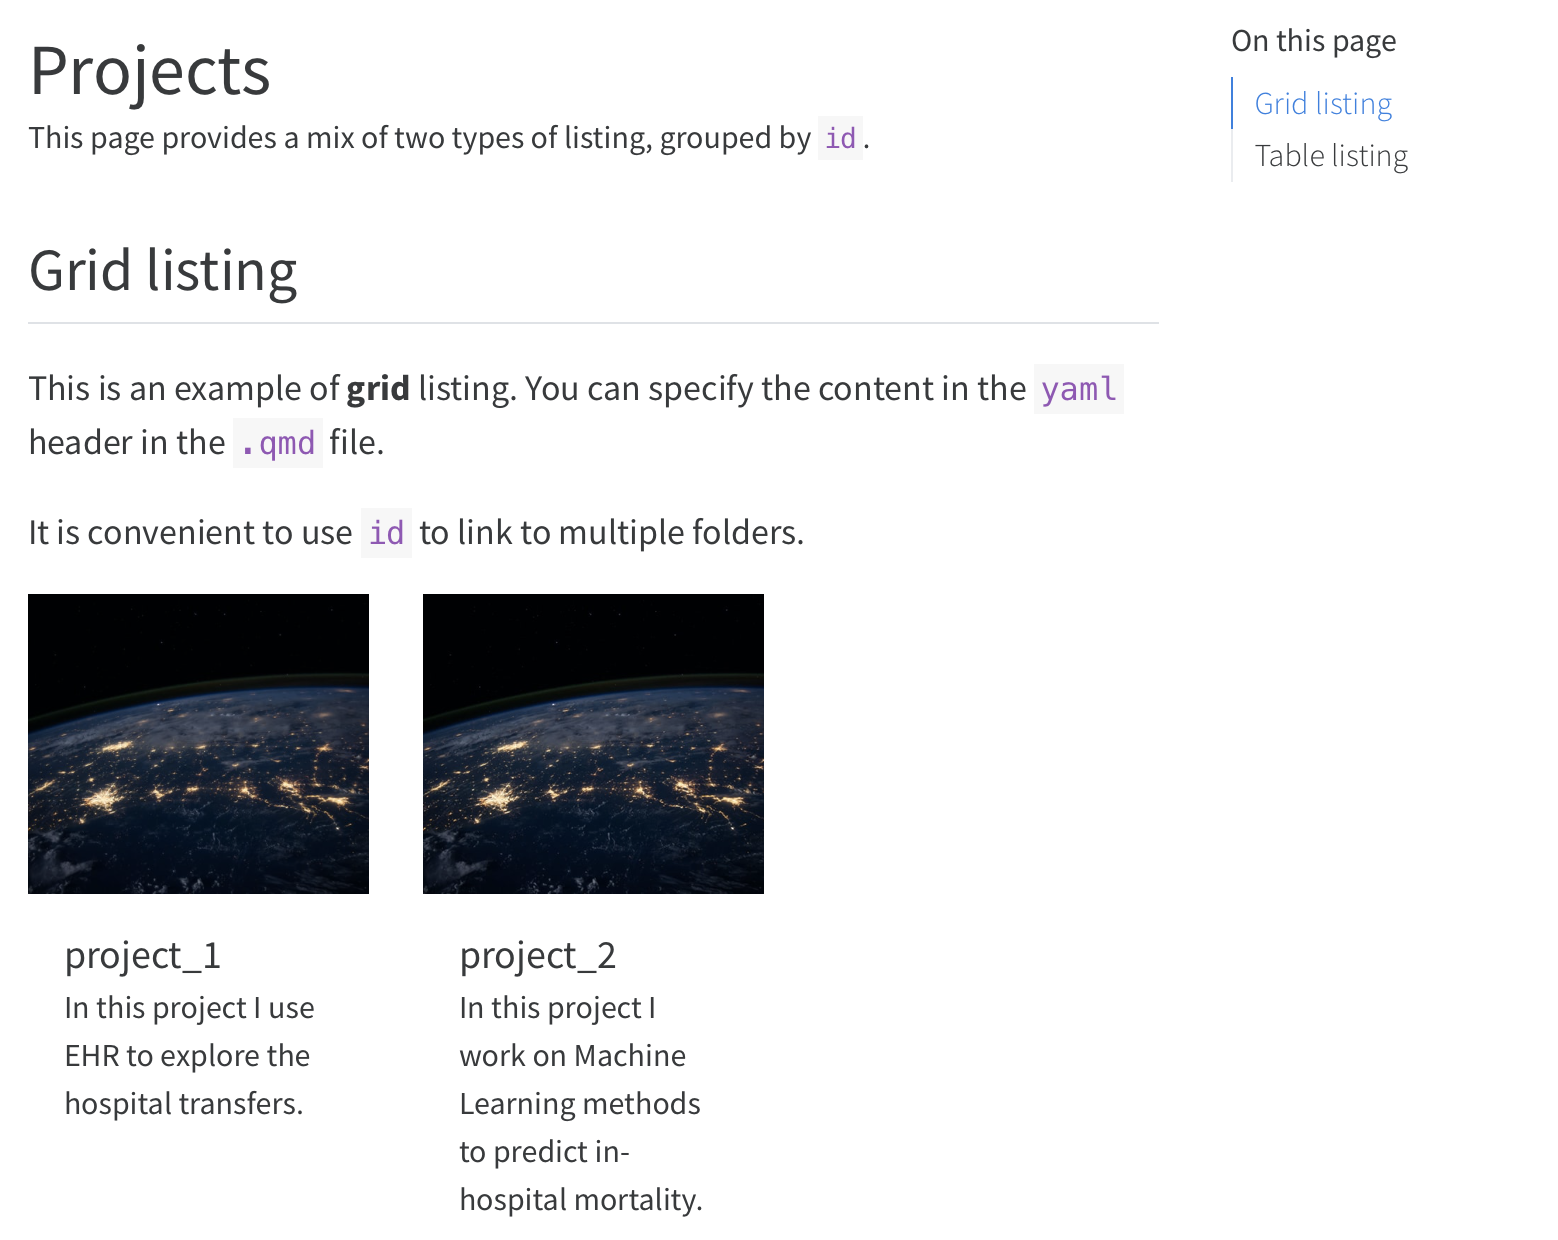 Projects
This page provides a mix of two types of listing, grouped by id.
On this page
Grid listing
Table listing
Grid listing
This is an example of grid listing. You can specify the content in the yaml
header in the .qmd file.
It is convenient to use id to link to multiple folders.
project_1
In this project I use
EHR to explore the
hospital transfers.
project_2
In this project I
work on Machine
Learning methods
to predict in-
hospital mortality.